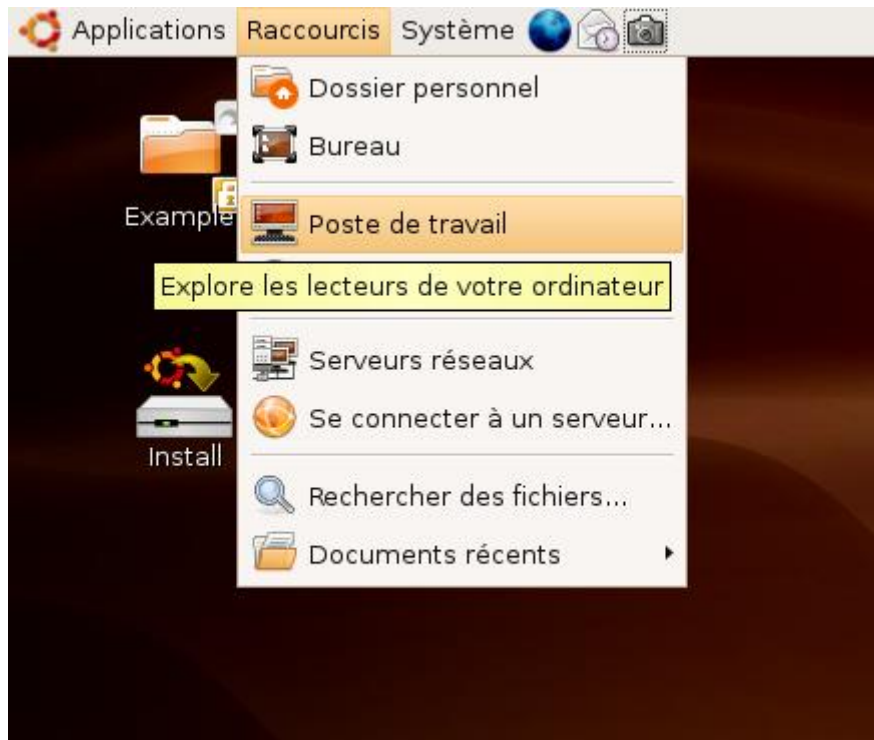 Applications Raccourcis Système
Dossier personnel
Bureau
Example
Poste de travail
Explore les lecteurs de votre ordinateur
Serveurs réseaux
Se connecter à un serveur...
Install
Rechercher des fichiers...
Documents récents